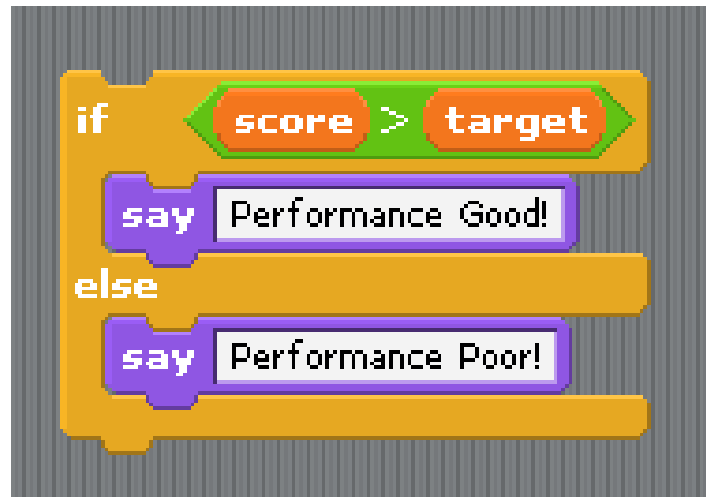 if score > target
say Performance Good!
else
say Performance Poor!